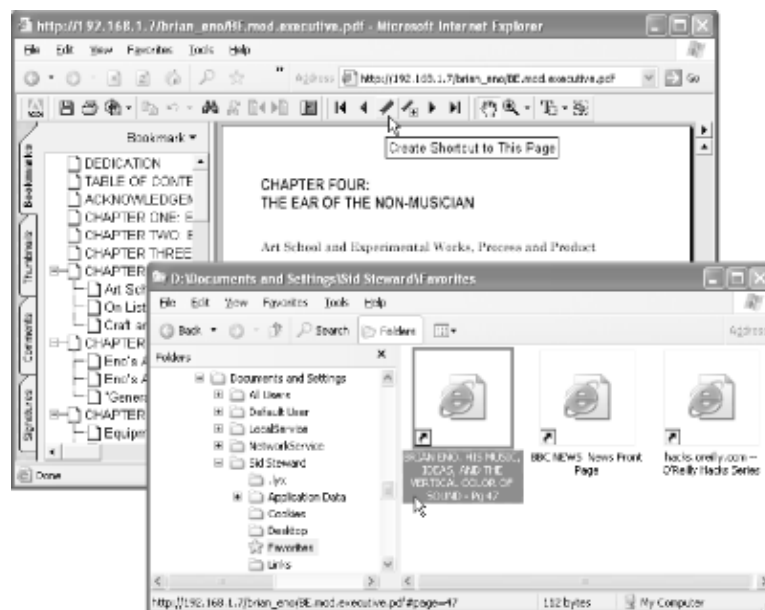 http://192.168.1.7/brian_eno/BE.mod.executive.pdf - Microsoft Internet Explorer
File Edit View Favorites Tools Help
" Address http://192.168.1.7/brian_eno/BE.mod.executive.pdf Go
Bookmark
Create Shortcut to This Page
Bookmarks
Thumbnails
Comments
Signatures
DEDICATION
TABLE OF CONTE
ACKNOWLEDGEM
CHAPTER ONE: E
CHAPTER TWO: E
CHAPTER THREE
CHAPTER
Art Sch
On List
Craft an
CHAPTER
Eno's A
Eno's A
"Genera
CHAPTER
Equipm
CHAPTER FOUR:
THE EAR OF THE NON-MUSICIAN
Art School and Experimental Works, Process and Product
Done
D:\Documents and Settings\Sid Steward\Favorites
File Edit View Favorites Tools Help
Back Search Folders Address
Folders
Documents and Settings
All Users
Default User
LocalService
NetworkService
Sid Steward
.lyx
Application Data
Cookies
Desktop
Favorites
Links
BRIAN ENO: HIS MUSIC,
IDEAS, AND THE
VERTICAL COLOR OF
SOUND - Pg 47
BBC NEWS News Front
Page
hacks.oreilly.com --
O'Reilly Hacks Series
http://192.168.1.7/brian_eno/BE.mod.executive.pdf#page=47 112 bytes My Computer